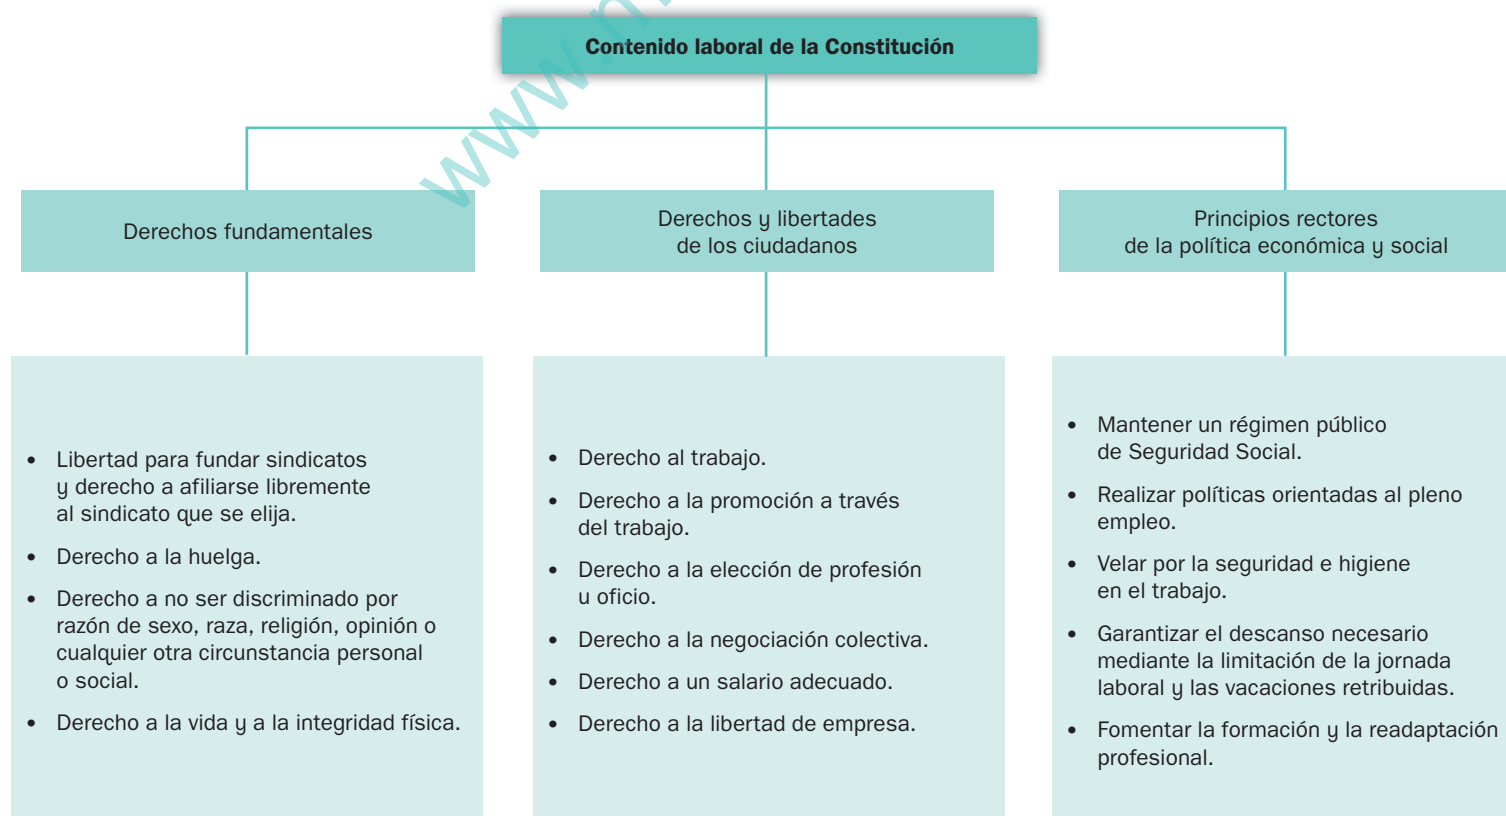 Contenido laboral de la Constitución
Derechos fundamentales
Derechos y libertades
de los ciudadanos
Principios rectores
de la política económica y social
• Libertad para fundar sindicatos
y derecho a afiliarse libremente
al sindicato que se elija.
• Derecho a la huelga.
• Derecho a no ser discriminado por
razón de sexo, raza, religión, opinión o
cualquier otra circunstancia personal
o social.
• Derecho a la vida y a la integridad física.
• Derecho al trabajo.
• Derecho a la promoción a través
del trabajo.
• Derecho a la elección de profesión
u oficio.
• Derecho a la negociación colectiva.
• Derecho a un salario adecuado.
• Derecho a la libertad de empresa.
• Mantener un régimen público
de Seguridad Social.
• Realizar políticas orientadas al pleno
empleo.
• Velar por la seguridad e higiene
en el trabajo.
• Garantizar el descanso necesario
mediante la limitación de la jornada
laboral y las vacaciones retribuidas.
• Fomentar la formación y la readaptación
profesional.